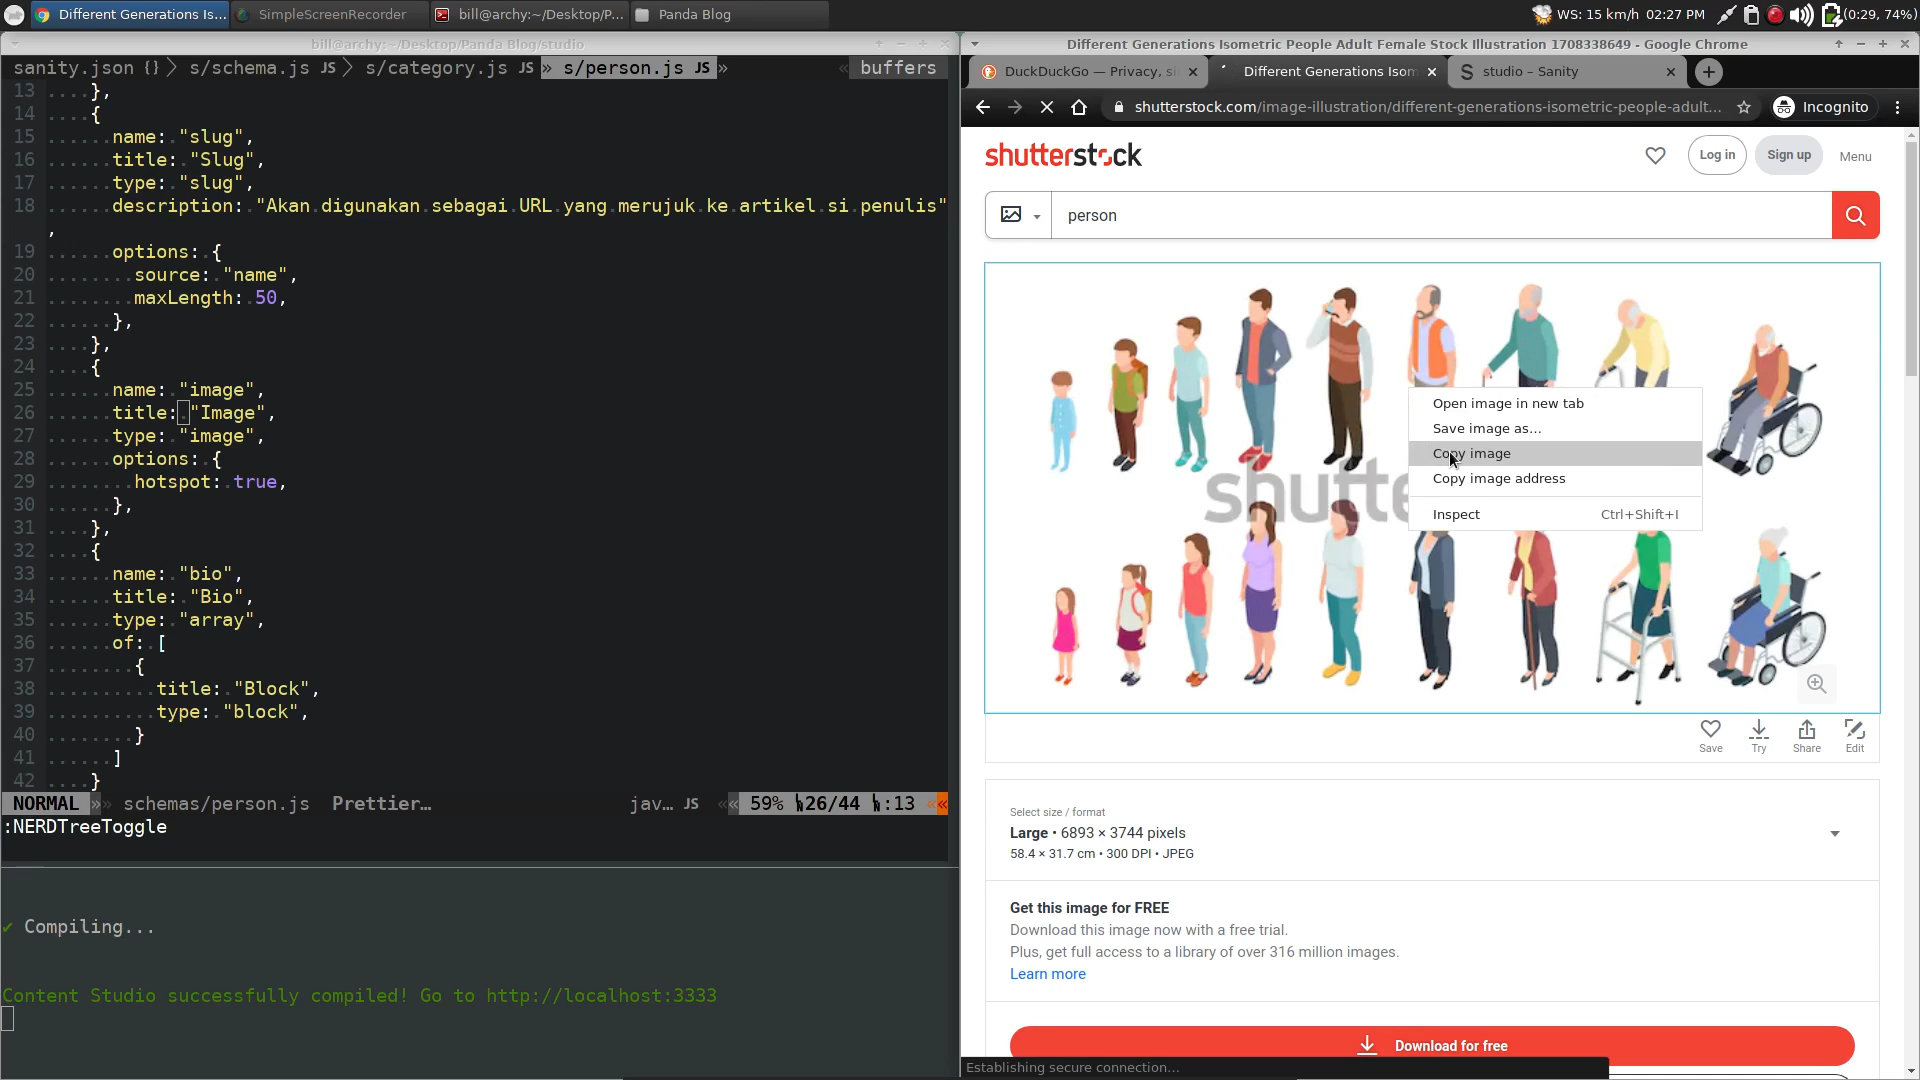 Different Generations Is...
SimpleScreenRecorder
bill@archy:~/Desktop/P...
Panda Blog
WS: 15 km/h
02:27 PM
(0:29, 74%)
bill@archy:~/Desktop/Panda Blog/studio
sanity.json {} s/schema.js JS s/category.js JS » s/person.js JS » « buffers
13 ....},
14 ....{
15 ......name:."slug",
16 ......title:."Slug",
17 ......type:."slug",
18 ......description:."Akan.digunakan.sebagai.URL.yang.merujuk.ke.artikel.si.penulis"
,
19 ......options:.{
20 ........source:."name",
21 ........maxLength:.50,
22 ......},
23 ....},
24 ....{
25 ......name:."image",
26 ......title:."Image",
27 ......type:."image",
28 ......options:.{
29 ........hotspot:.true,
30 ......},
31 ....},
32 ....{
33 ......name:."bio",
34 ......title:."Bio",
35 ......type:."array",
36 ......of:.[
37 ........{
38 ..........title:."Block",
39 ..........type:."block",
40 ........}
41 ......]
42 ....}
NORMAL » schemas/person.js Prettier… jav… JS « 59% 26/44 :13 «
:NERDTreeToggle
✔ Compiling...
Content Studio successfully compiled! Go to http://localhost:3333
Different Generations Isometric People Adult Female Stock Illustration 1708338649 - Google Chrome
DuckDuckGo — Privacy, si
Different Generations Isom
studio – Sanity
shutterstock.com/image-illustration/different-generations-isometric-people-adult...
Incognito
shutterstock
Log in
Sign up
Menu
person
shutte
Open image in new tab
Save image as...
Copy image
Copy image address
Inspect Ctrl+Shift+I
Save
Try
Share
Edit
Select size / format
Large • 6893 × 3744 pixels
58.4 × 31.7 cm • 300 DPI • JPEG
Get this image for FREE
Download this image now with a free trial.
Plus, get full access to a library of over 316 million images.
Learn more
Download for free
Establishing secure connection...